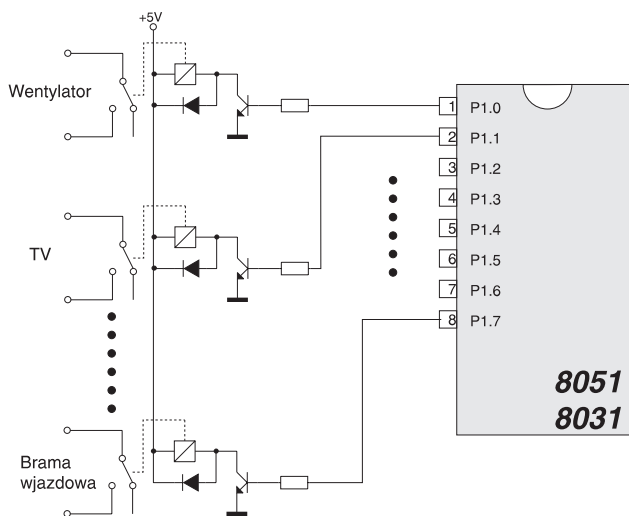 +5V
Wentylator
TV
Brama
wjazdowa
1 P1.0
2 P1.1
3 P1.2
4 P1.3
5 P1.4
6 P1.5
7 P1.6
8 P1.7
8051
8031